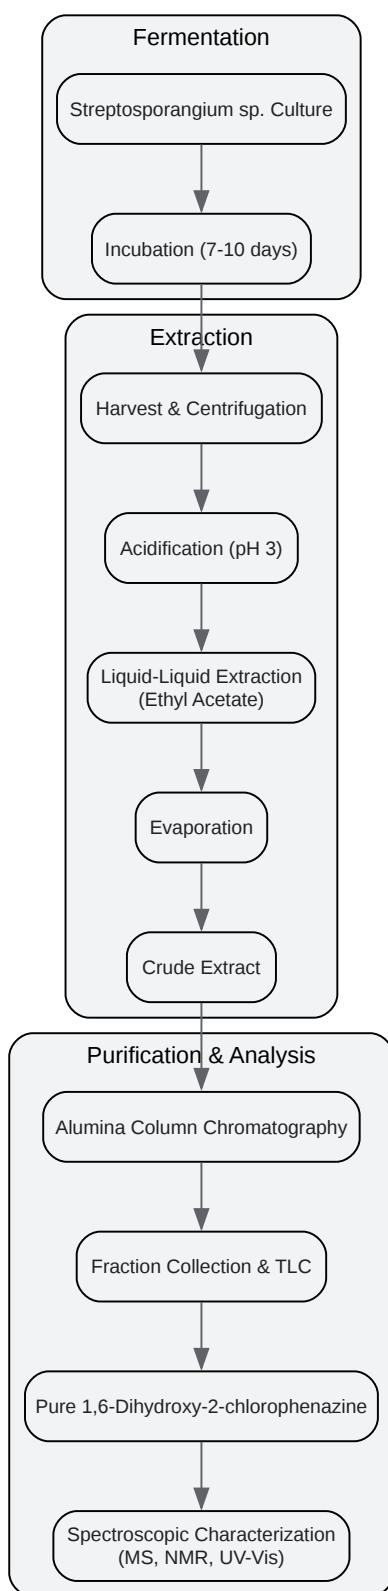 Fermentation
Streptosporangium sp. Culture
Incubation (7-10 days)
Extraction
Harvest & Centrifugation
Acidification (pH 3)
Liquid-Liquid Extraction
(Ethyl Acetate)
Evaporation
Crude Extract
Purification & Analysis
Alumina Column Chromatography
Fraction Collection & TLC
Pure 1,6-Dihydroxy-2-chlorophenazine
Spectroscopic Characterization
(MS, NMR, UV-Vis)